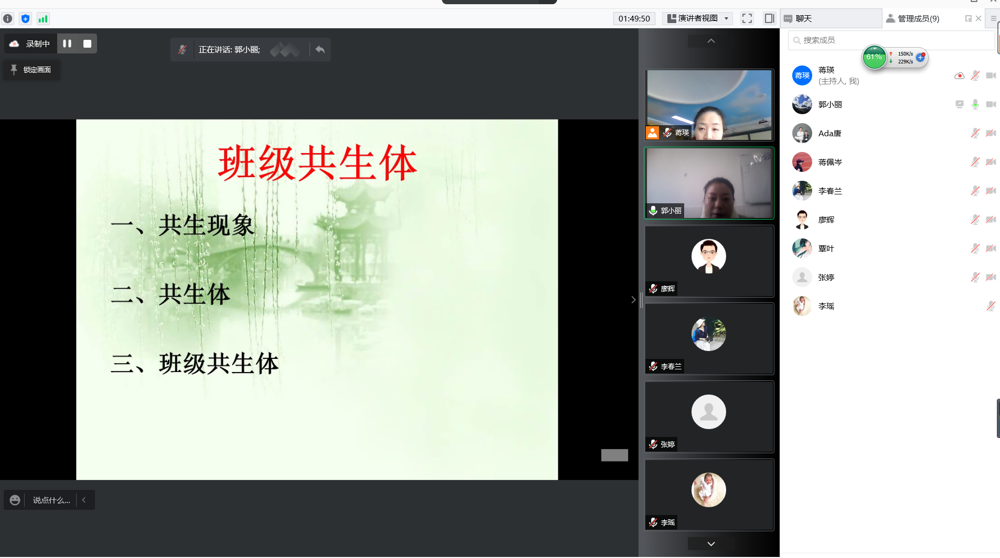 01:49:50
演讲者视图
聊天
管理成员(9)
录制中
正在讲话: 郭小丽;
锁定画面
搜索成员
61%
150K/s
229K/s
班级共生体
一、共生现象
二、共生体
三、班级共生体
说点什么...
蒋瑛
郭小丽
廖辉
李春兰
张婷
李瑶
蒋瑛
蒋瑛
(主持人, 我)
郭小丽
Ada唐
蒋佩岑
李春兰
廖辉
覃叶
张婷
李瑶